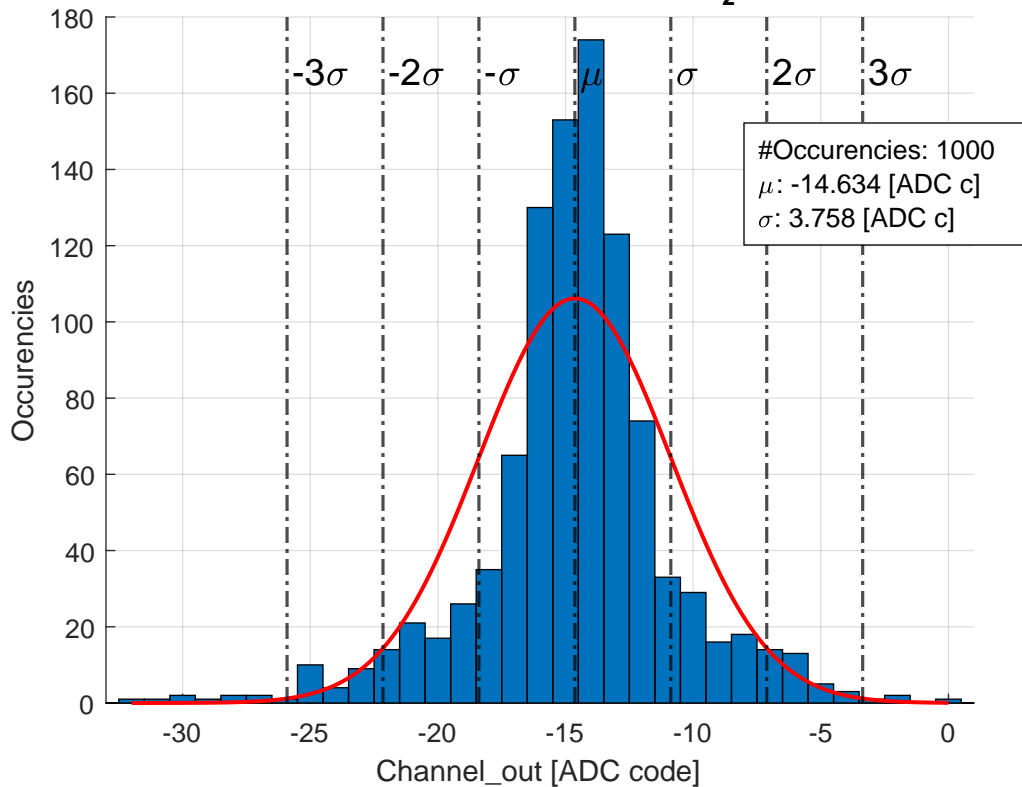 2
180
160
140
120
100
80
60
40
20
0
Occurencies
-3σ
-2σ
-σ
μ
σ
2σ
3σ
#Occurencies: 1000
μ: -14.634 [ADC c]
σ: 3.758 [ADC c]
-30
-25
-20
-15
-10
-5
0
Channel_out [ADC code]